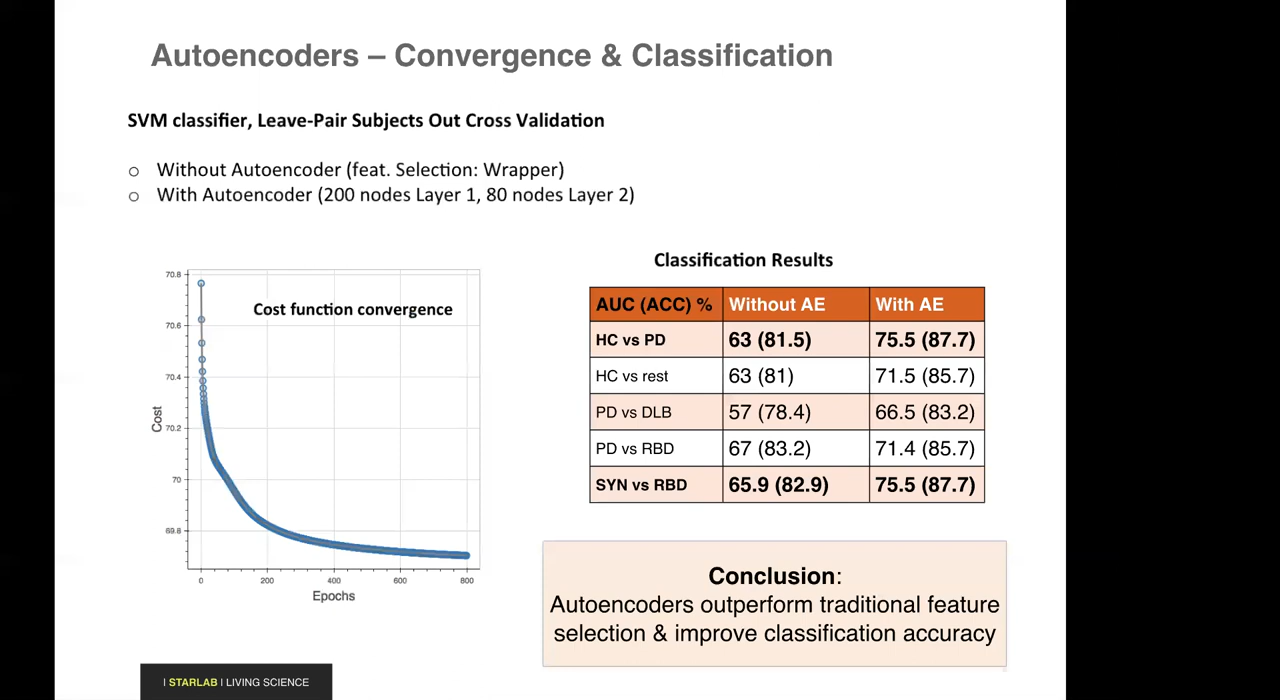 Autoencoders – Convergence & Classification
SVM classifier, Leave-Pair Subjects Out Cross Validation
○ Without Autoencoder (feat. Selection: Wrapper)
○ With Autoencoder (200 nodes Layer 1, 80 nodes Layer 2)
Cost function convergence
Cost
70.8
70.6
70.4
70.2
70
69.8
0 200 400 600 800
Epochs
Classification Results
AUC (ACC) % Without AE With AE
HC vs PD 63 (81.5) 75.5 (87.7)
HC vs rest 63 (81) 71.5 (85.7)
PD vs DLB 57 (78.4) 66.5 (83.2)
PD vs RBD 67 (83.2) 71.4 (85.7)
SYN vs RBD 65.9 (82.9) 75.5 (87.7)
Conclusion:
Autoencoders outperform traditional feature
selection & improve classification accuracy
| STARLAB | LIVING SCIENCE